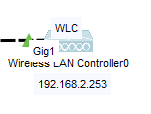 WLC
Gig1
Wireless LAN Controller0
192.168.2.253